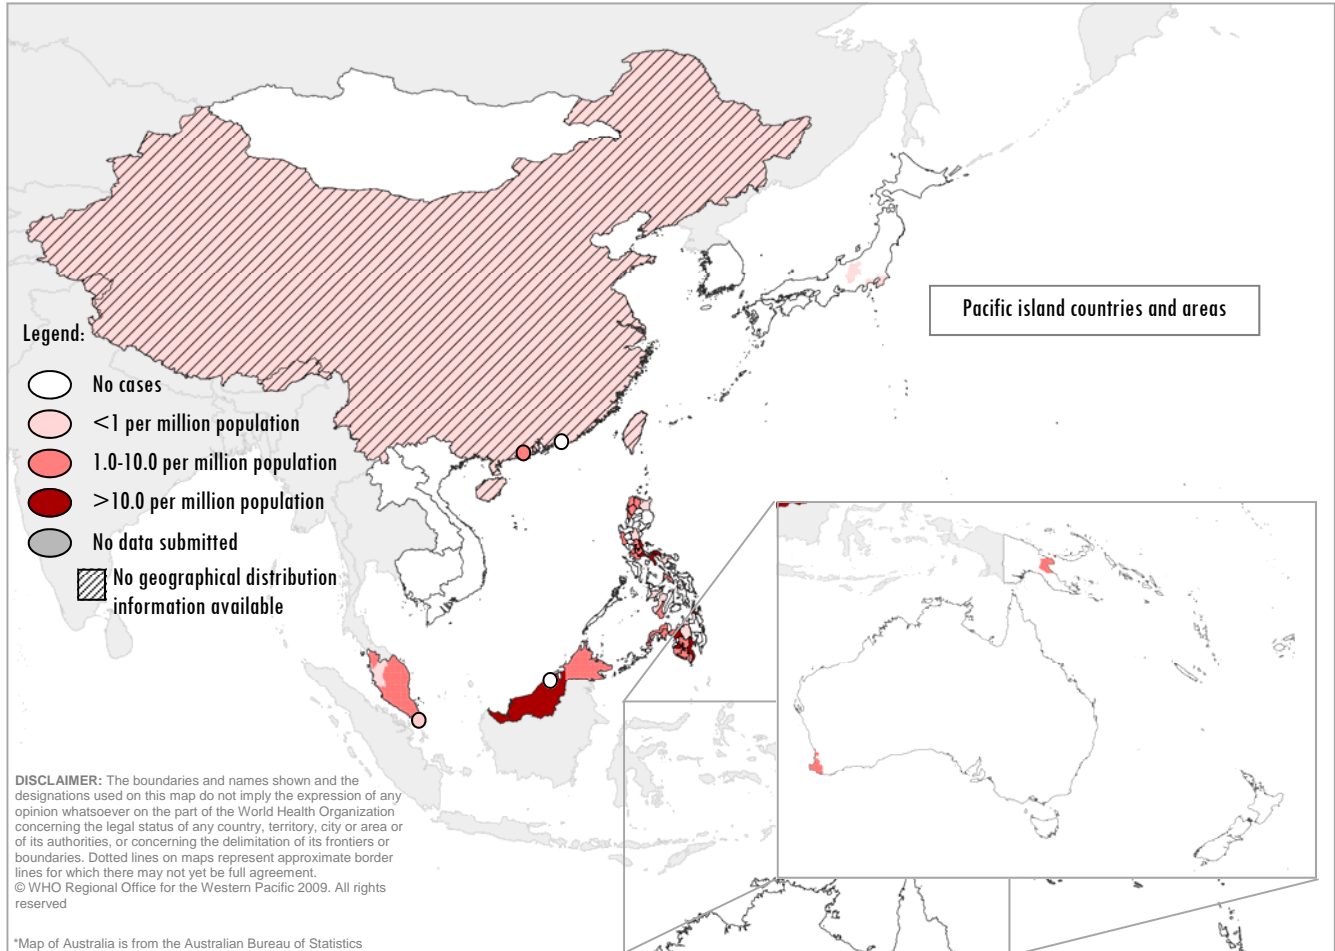 Pacific island countries and areas
Legend:
No cases
<1 per million population
1.0-10.0 per million population
>10.0 per million population
No data submitted
No geographical distribution
information available
DISCLAIMER: The boundaries and names shown and the
designations used on this map do not imply the expression of any
opinion whatsoever on the part of the World Health Organization
concerning the legal status of any country, territory, city or area or
of its authorities, or concerning the delimitation of its frontiers or
boundaries. Dotted lines on maps represent approximate border
lines for which there may not yet be full agreement.
© WHO Regional Office for the Western Pacific 2009. All rights
reserved
*Map of Australia is from the Australian Bureau of Statistics